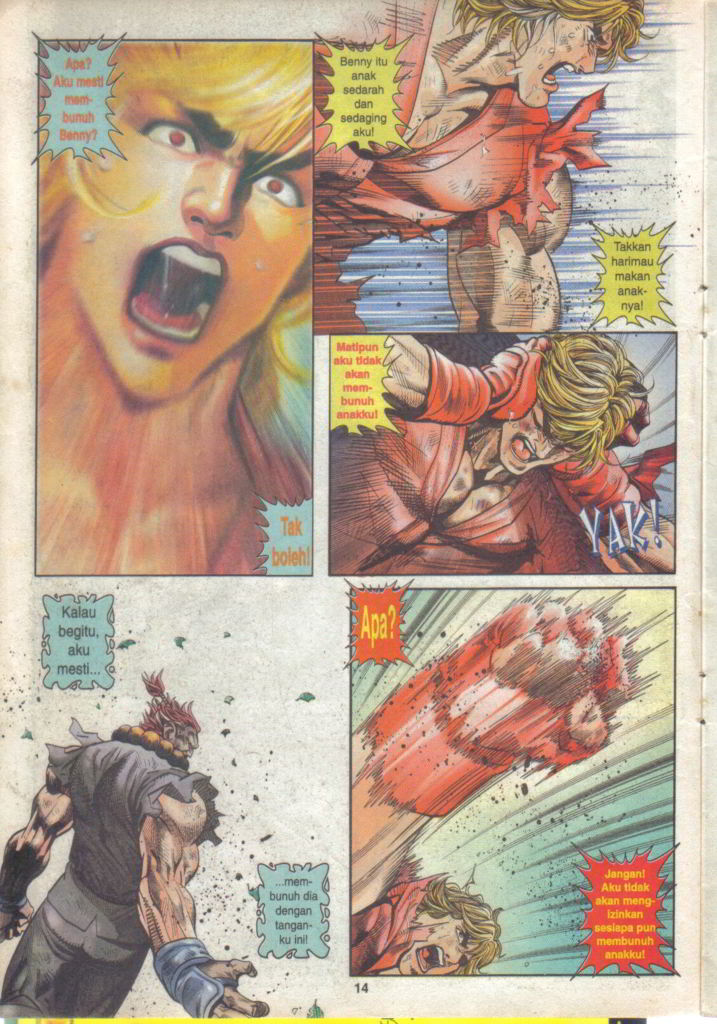 Apa?
Aku mesti
mem-
bunuh
Benny?
Tak
boleh!
Benny itu
anak
sedarah
dan
sedaging
aku!
Takkan
harimau
makan
anak-
nya!
Matipun
aku tidak
akan
mem-
bunuh
anakku!
YAK!
Kalau
begitu,
aku
mesti...
...mem-
bunuh dia
dengan
tangan-
ku ini!
Apa?
Jangan!
Aku tidak
akan meng-
izinkan
sesiapa pun
membunuh
anakku!
14